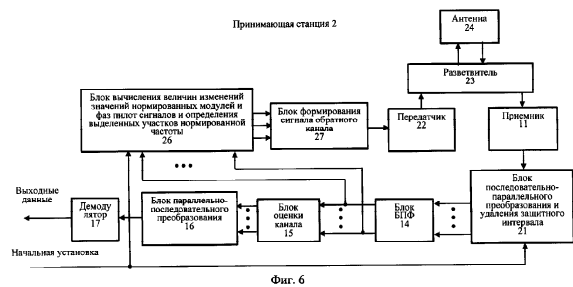 Принимающая станция 2
Антенна
24
Разветвитель
23
Блок вычисления величин изменений
значений нормированных модулей и
фаз пилот сигналов и определения
выделенных участков нормированной
частоты
26
Блок формирования
сигнала обратного
канала
27
Передатчик
22
Приемник
11
Выходные
данные
Демоду
лятор
17
Блок параллельно-
последовательного
преобразования
16
Блок
оценки
канала
15
Блок
БПФ
14
Блок
последовательно-
параллельного
преобразования и
удаления защитного
интервала
21
Начальная установка
Фиг. 6